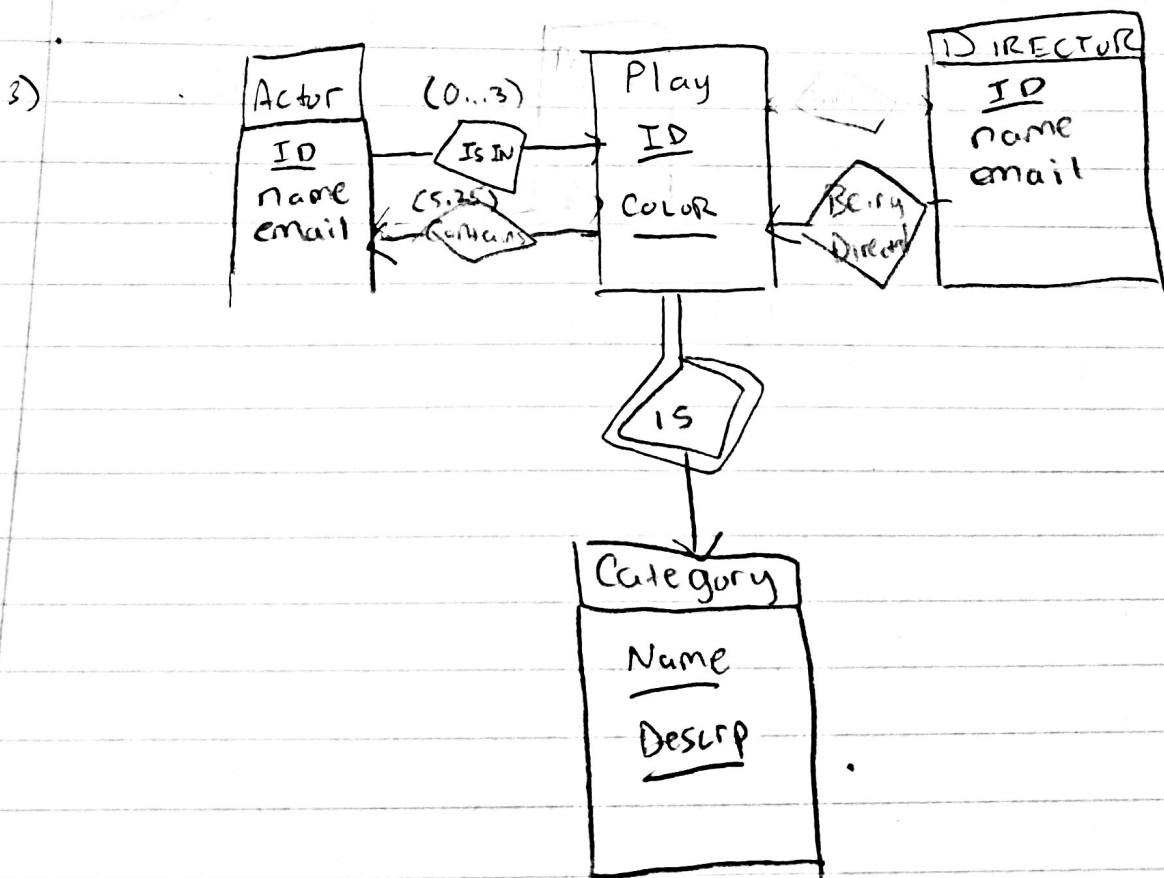 3)
Actor
ID
name
email
(0...3)
IS IN
(5.25)
Contains
Play
ID
COLOR
Being
Directed
DIRECTOR
ID
name
email
IS
Category
Name
Descrp